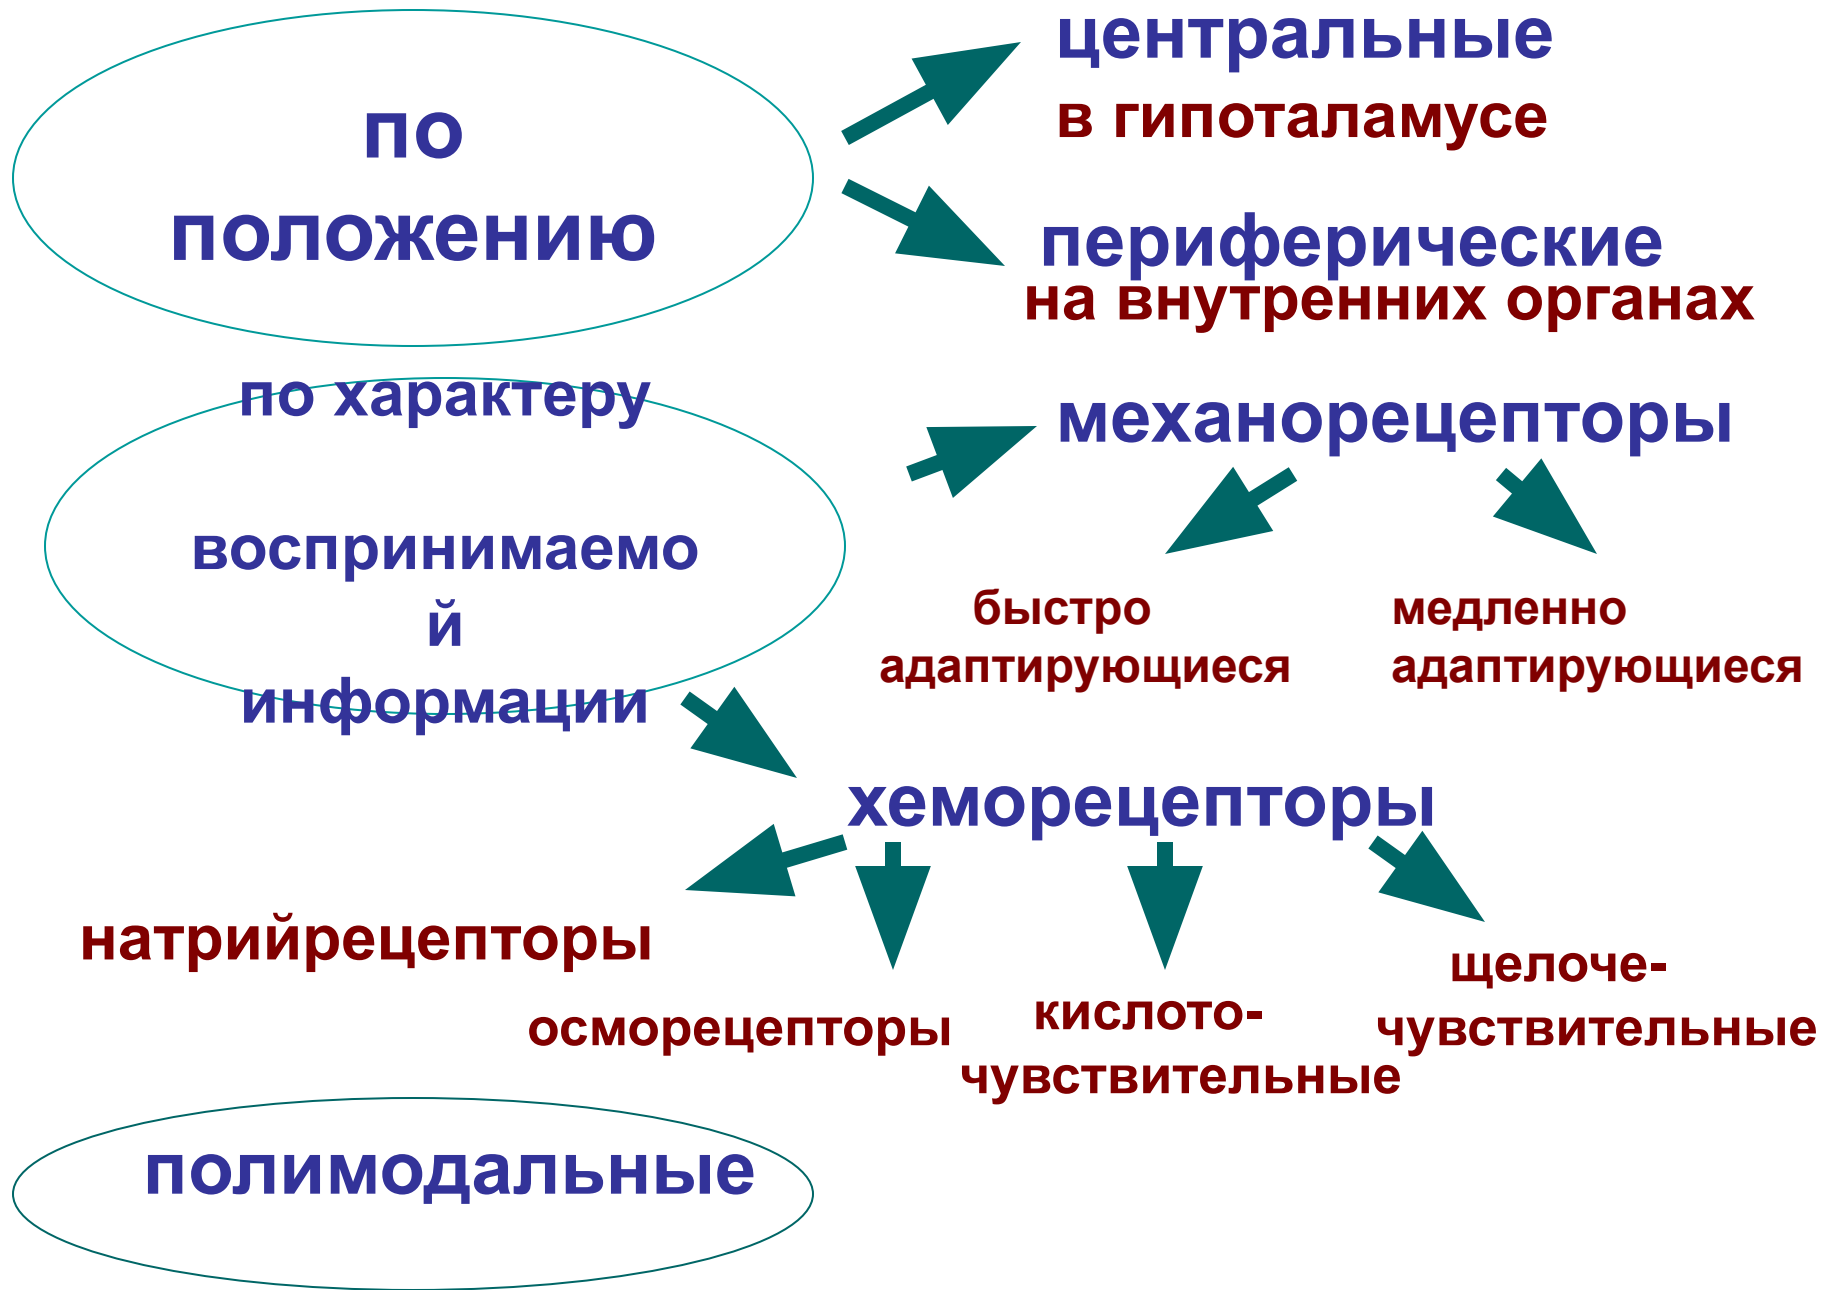 по
положению
центральные
в гипоталамусе
периферические
на внутренних органах
по характеру
воспринимаемо
й
информации
механорецепторы
быстро
адаптирующиеся
медленно
адаптирующиеся
хеморецепторы
натрийрецепторы
осморецепторы
кислото-
чувствительные
щелоче-
чувствительные
полимодальные